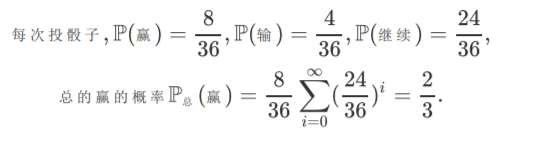 每次投骰子,ℙ(赢) = 8/36,ℙ(输) = 4/36,ℙ(继续) = 24/36,
总的赢的概率ℙ总(赢) = 8/36 ∑_{i=0}^{∞}(24/36)^i = 2/3.